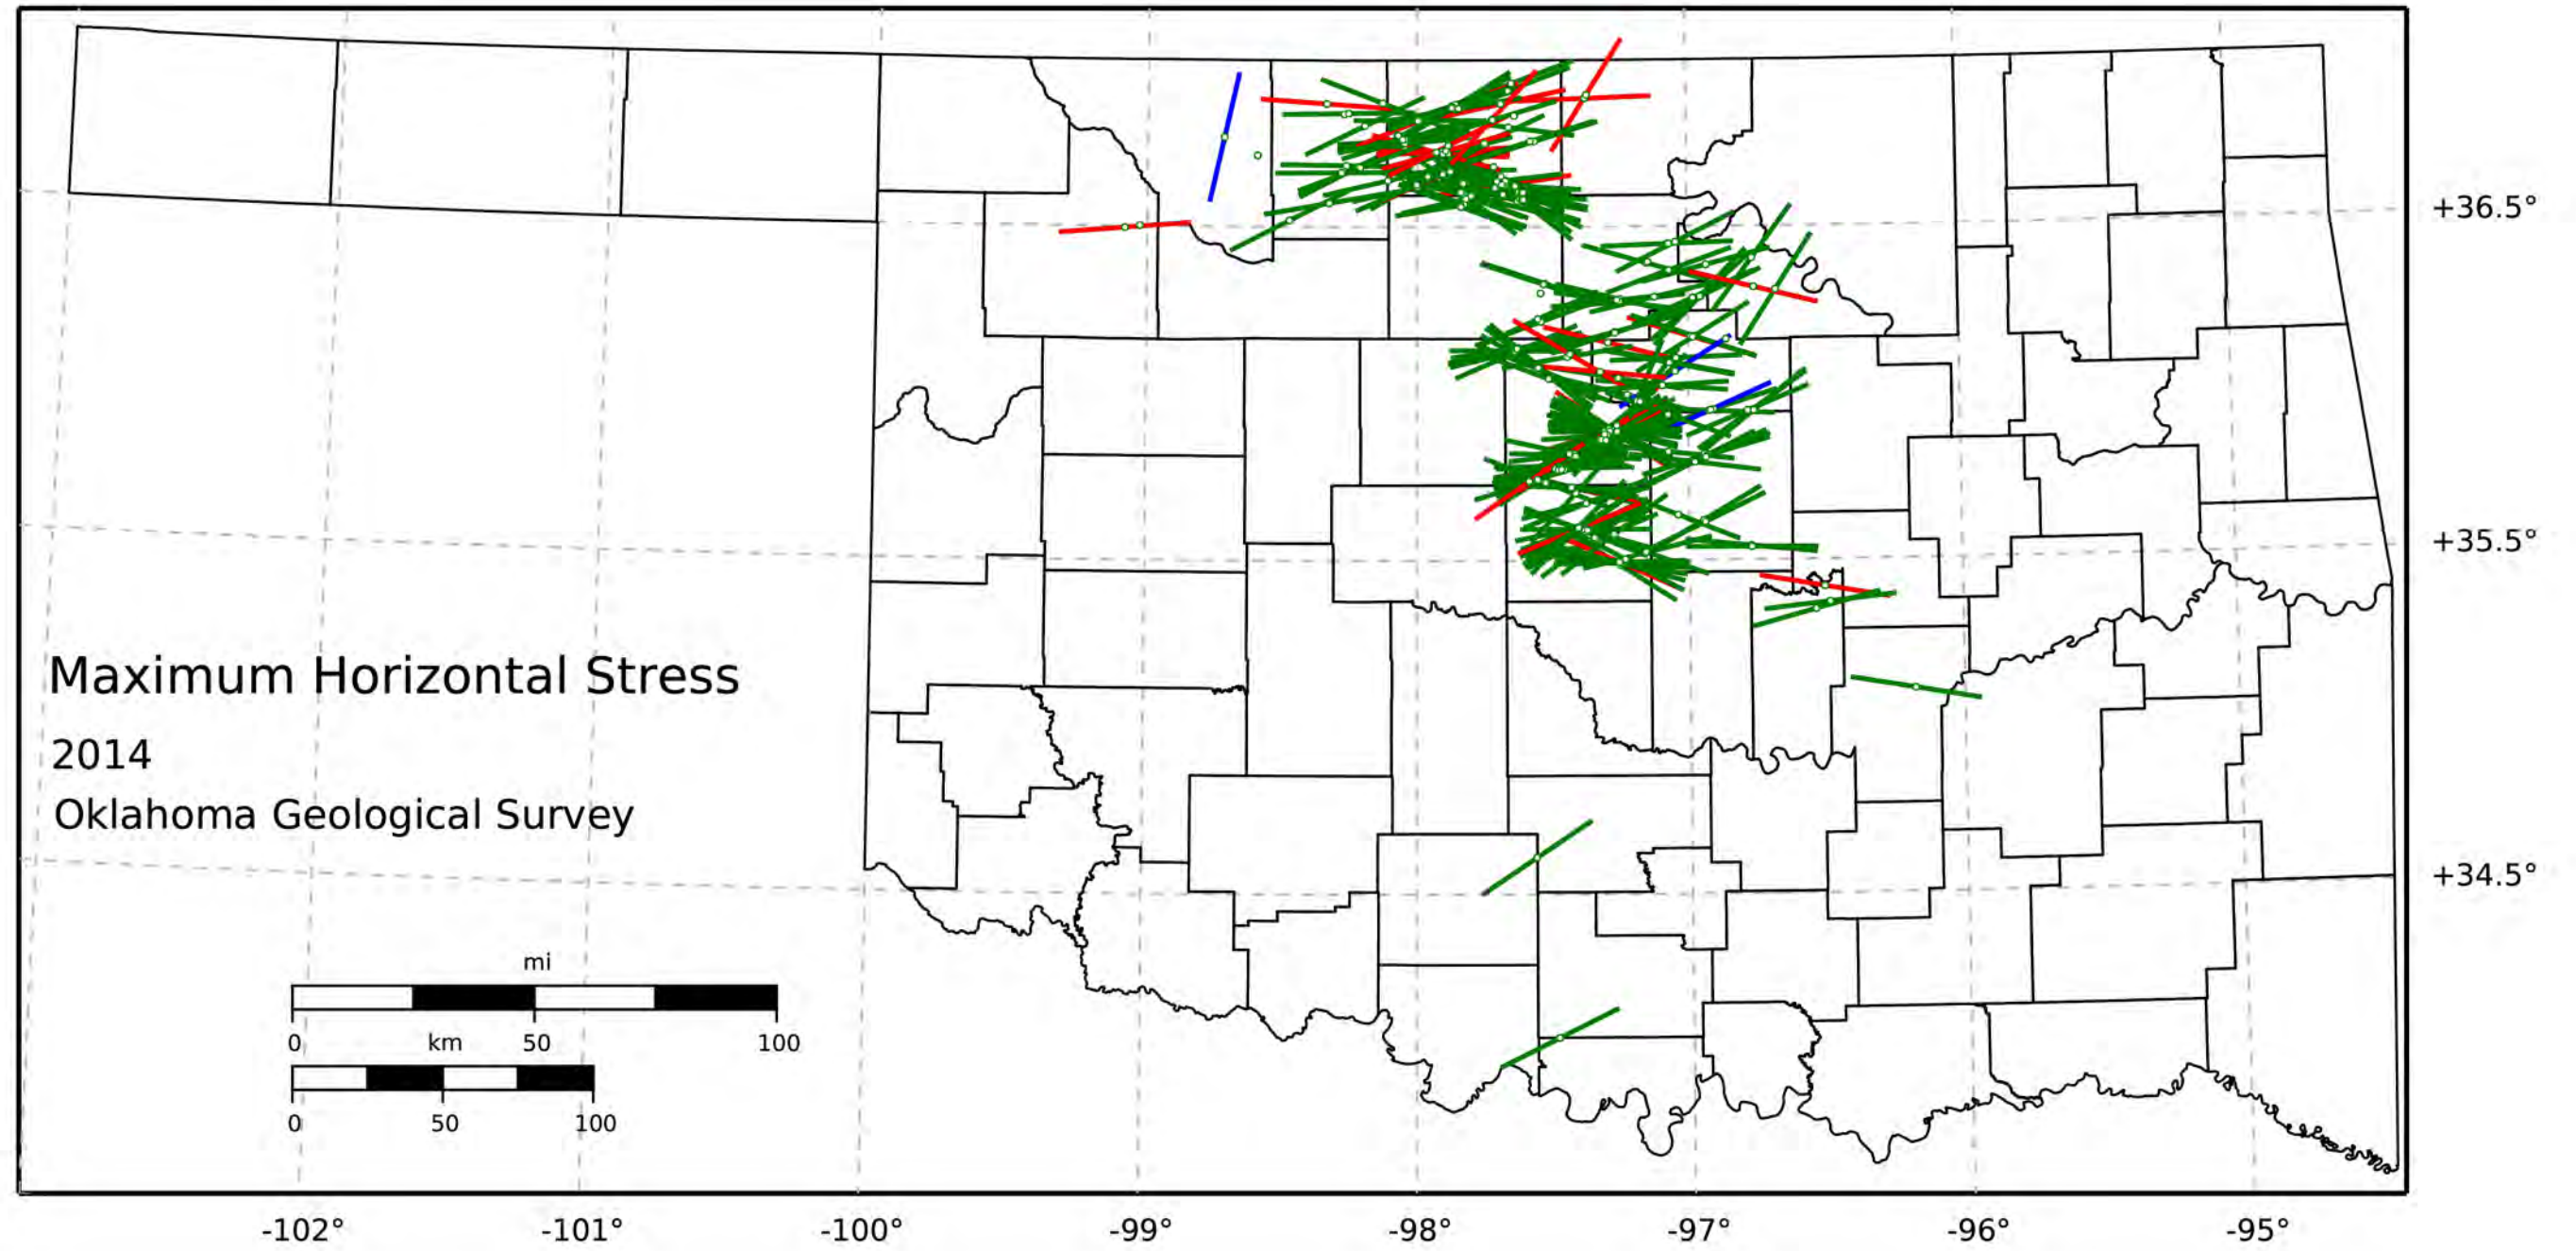 +36.5°
+35.5°
Maximum Horizontal Stress
2014
Oklahoma Geological Survey
+34.5°
mi
0 km 50 100
0 50 100
-102° -101° -100° -99° -98° -97° -96° -95°